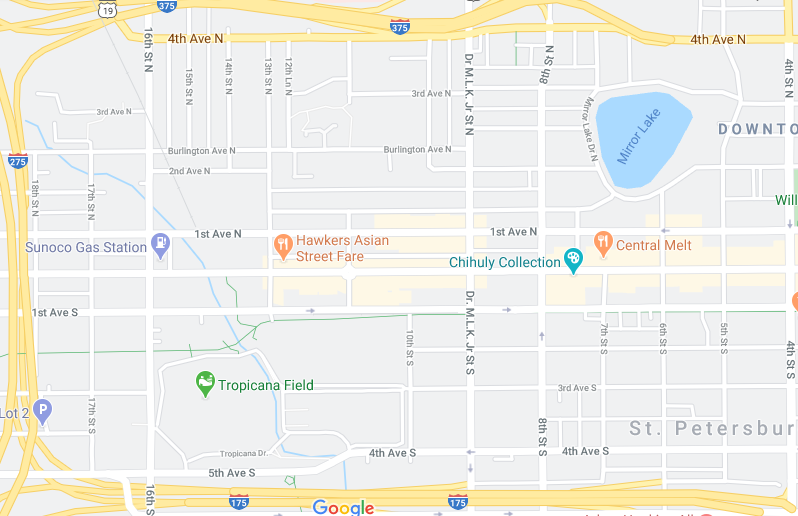 19
375
375
4th Ave N
4th Ave N
16th St N
15th St N
14th St N
13th St N
12th Ln N
Dr M.L.K. Jr St N
8th St N
3rd Ave N
3rd Ave N
Mirror Lake Dr N
Mirror Lake
DOWNTO
Burlington Ave N
Burlington Ave N
275
2nd Ave N
18th St N
17th St N
Will
1st Ave N
1st Ave N
Sunoco Gas Station
Hawkers Asian
Street Fare
Central Melt
Chihuly Collection
1st Ave S
Dr. M.L.K. Jr St S
10th St S
7th St S
6th St S
5th St S
4th St S
Tropicana Field
3rd Ave S
Lot 2
P
17th St S
8th St S
St. Petersbur
Tropicana Dr
4th Ave S
4th Ave S
5th Ave S
16th St S
175
175
Google